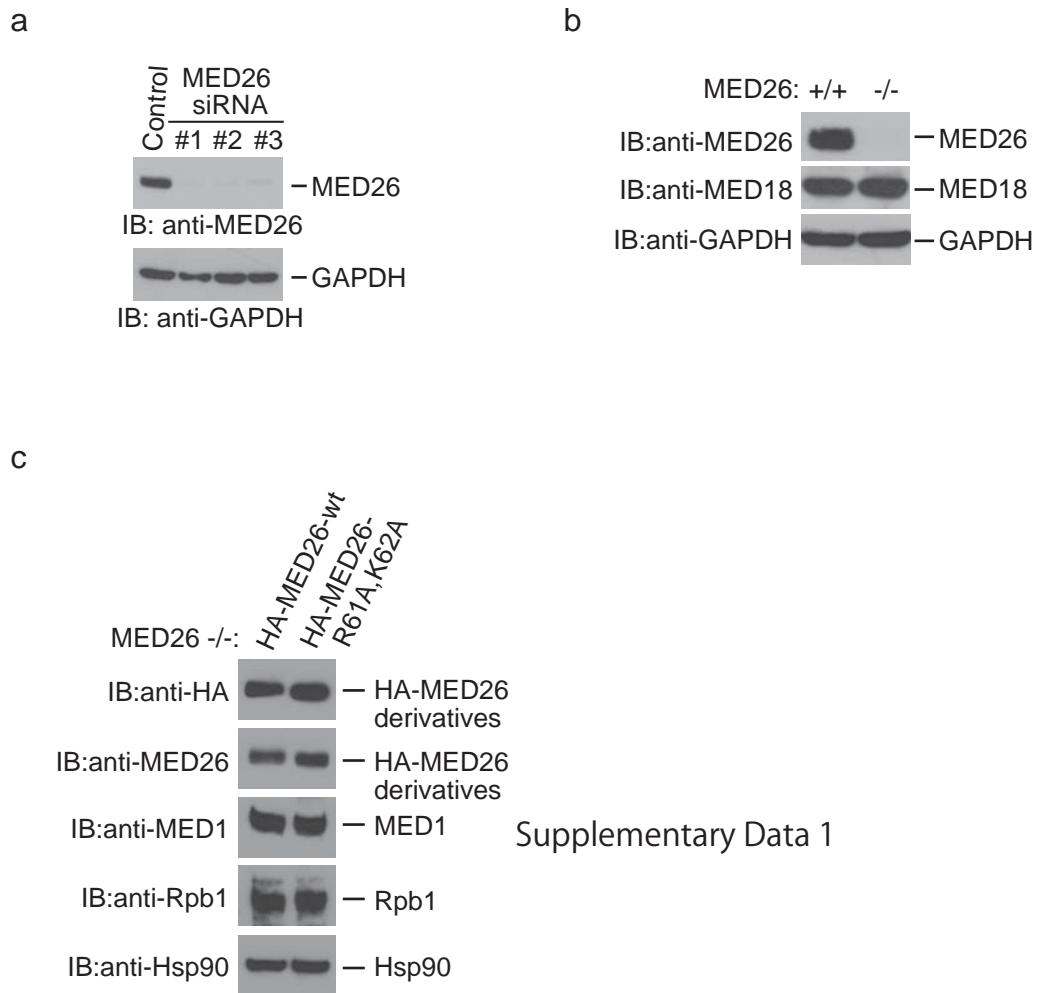 a
Control
MED26
siRNA
#1 #2 #3
MED26
IB: anti-MED26
GAPDH
IB: anti-GAPDH
b
MED26: +/+ -/-
IB:anti-MED26
MED26
IB:anti-MED18
MED18
IB:anti-GAPDH
GAPDH
c
MED26 -/-:
HA-MED26-wt
HA-MED26-
R61A,K62A
IB:anti-HA
HA-MED26
derivatives
IB:anti-MED26
HA-MED26
derivatives
IB:anti-MED1
MED1
IB:anti-Rpb1
Rpb1
IB:anti-Hsp90
Hsp90
Supplementary Data 1